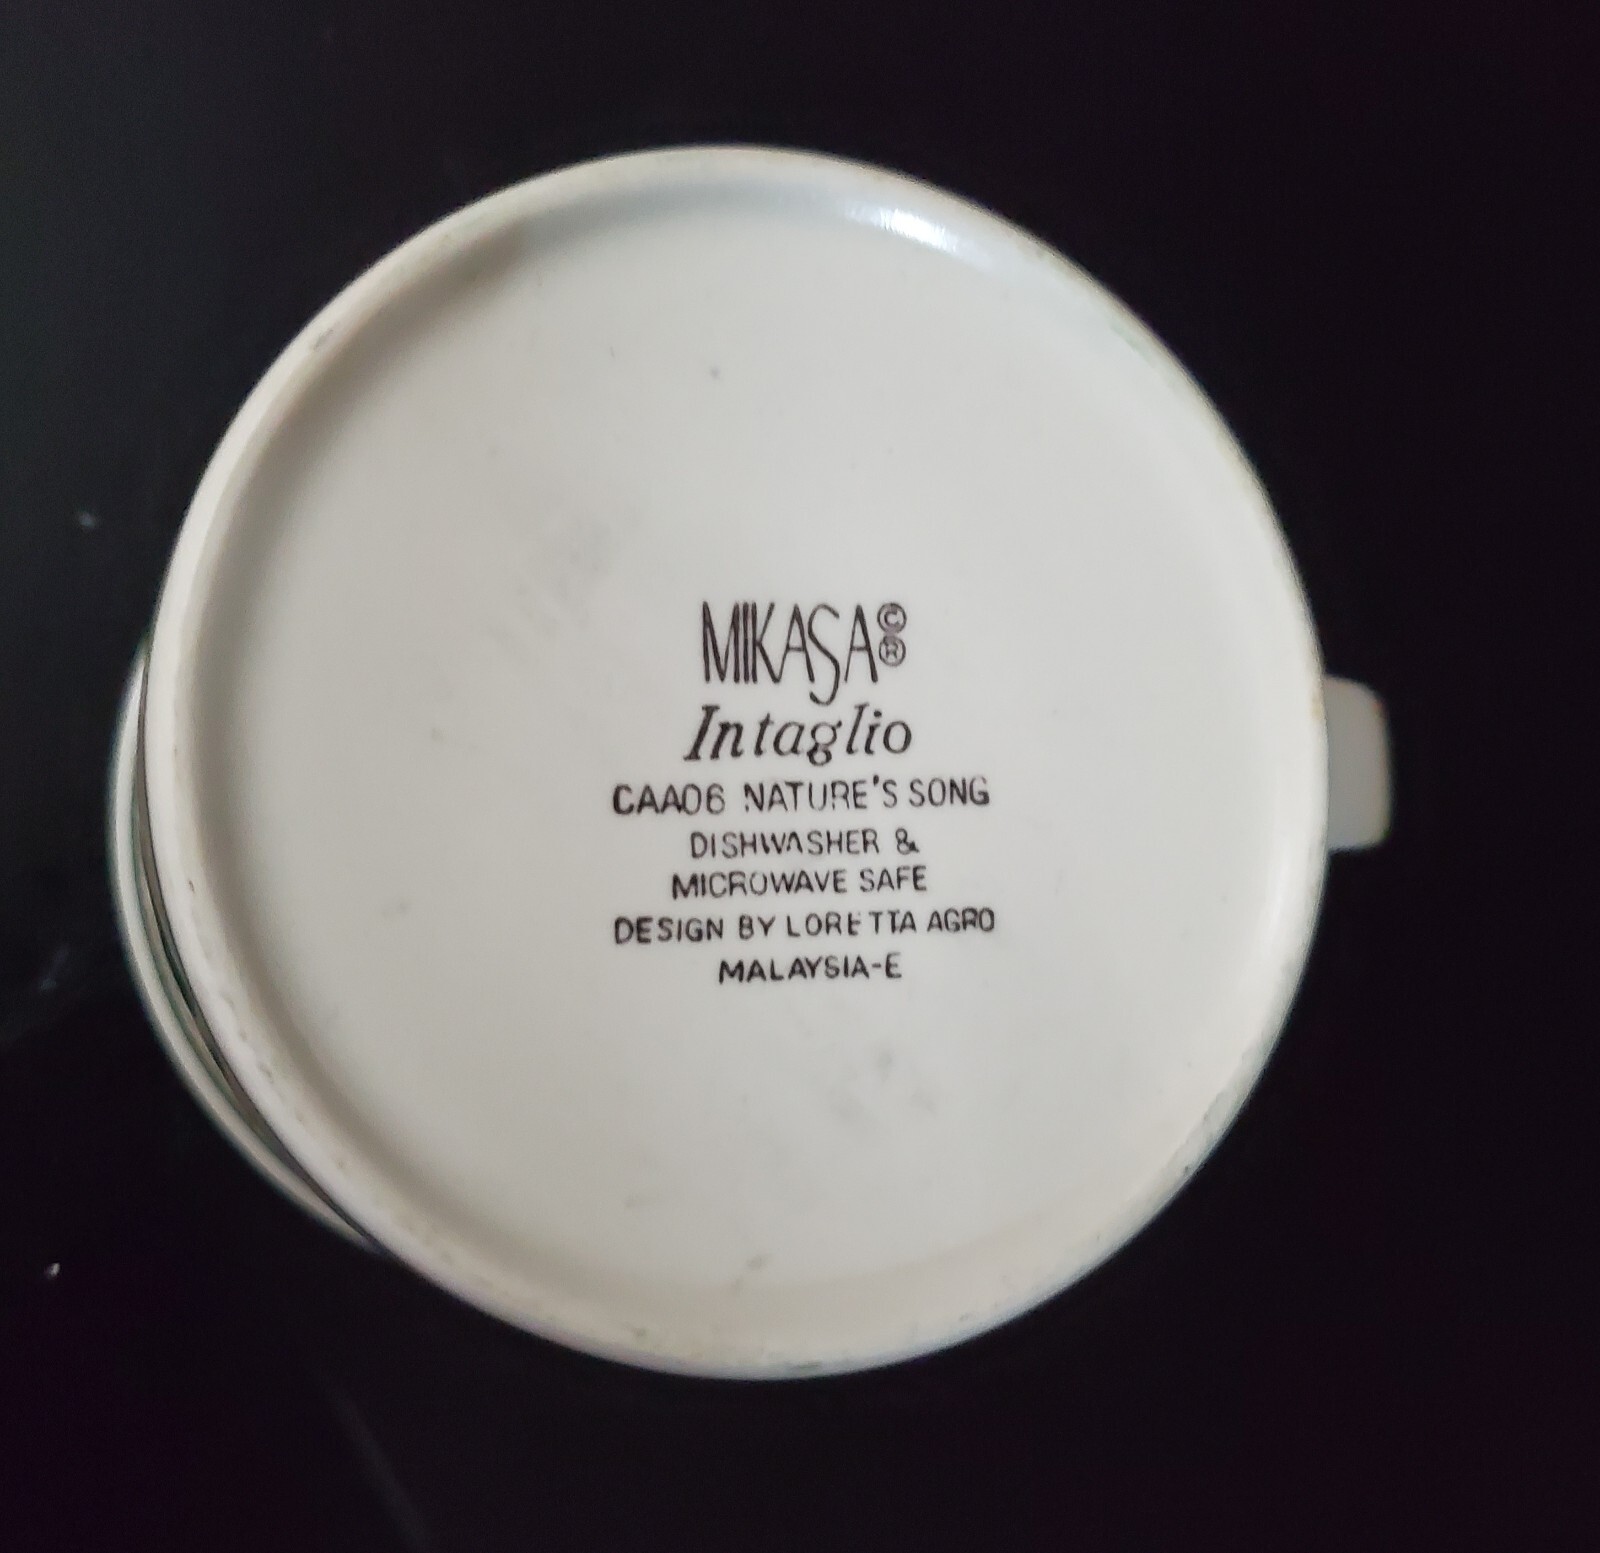 MIKASA©®
Intaglio
CAA06 NATURE'S SONG
DISHWASHER &
MICROWAVE SAFE
DESIGN BY LORETTA AGRO
MALAYSIA-E